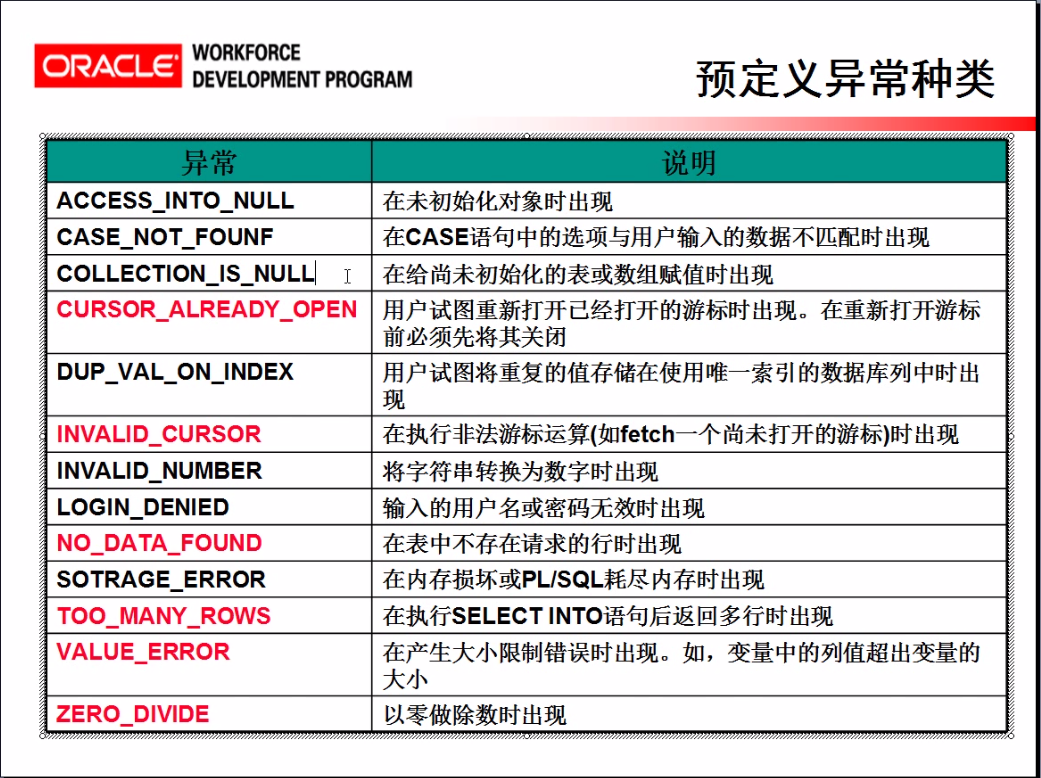 ORACLE
WORKFORCE
DEVELOPMENT PROGRAM
预定义异常种类
异常 说明
ACCESS_INTO_NULL 在未初始化对象时出现
CASE_NOT_FOUNF 在CASE语句中的选项与用户输入的数据不匹配时出现
COLLECTION_IS_NULL 在给尚未初始化的表或数组赋值时出现
CURSOR_ALREADY_OPEN 用户试图重新打开已经打开的游标时出现。在重新打开游标
前必须先将其关闭
DUP_VAL_ON_INDEX 用户试图将重复的值存储在使用唯一索引的数据库列中时出
现
INVALID_CURSOR 在执行非法游标运算(如fetch一个尚未打开的游标)时出现
INVALID_NUMBER 将字符串转换为数字时出现
LOGIN_DENIED 输入的用户名或密码无效时出现
NO_DATA_FOUND 在表中不存在请求的行时出现
SOTRAGE_ERROR 在内存损坏或PL/SQL耗尽内存时出现
TOO_MANY_ROWS 在执行SELECT INTO语句后返回多行时出现
VALUE_ERROR 在产生大小限制错误时出现。如，变量中的列值超出变量的
大小
ZERO_DIVIDE 以零做除数时出现